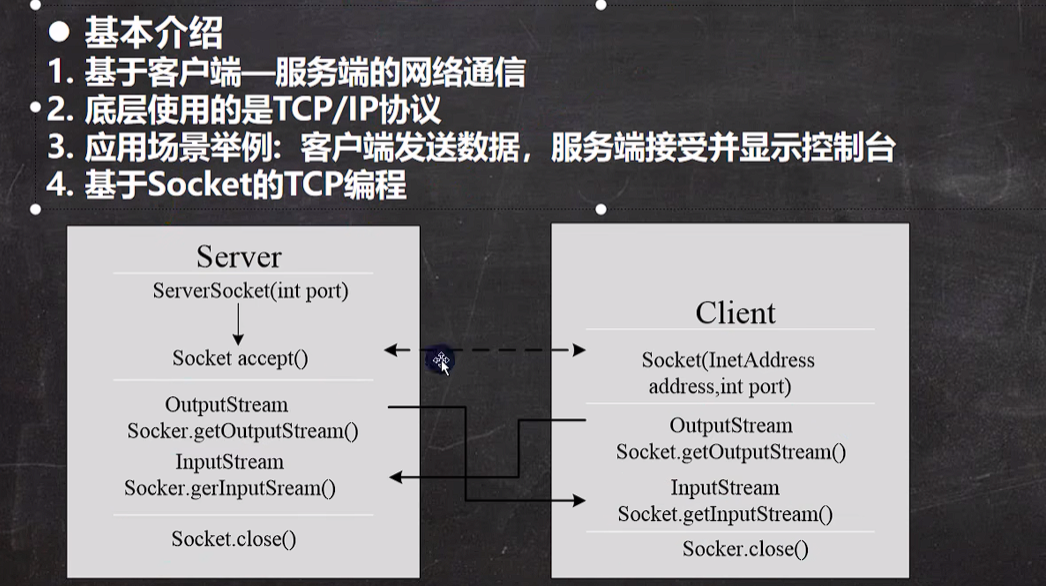 ● 基本介绍
1. 基于客户端—服务端的网络通信
2. 底层使用的是TCP/IP协议
3. 应用场景举例：客户端发送数据，服务端接受并显示控制台
4. 基于Socket的TCP编程
Server
ServerSocket(int port)
Socket accept()
OutputStream
Socker.getOutputStream()
InputStream
Socker.gerInputSream()
Socket.close()
Client
Socket(InetAddress
address,int port)
OutputStream
Socket.getOutputStream()
InputStream
Socket.getInputStream()
Socker.close()